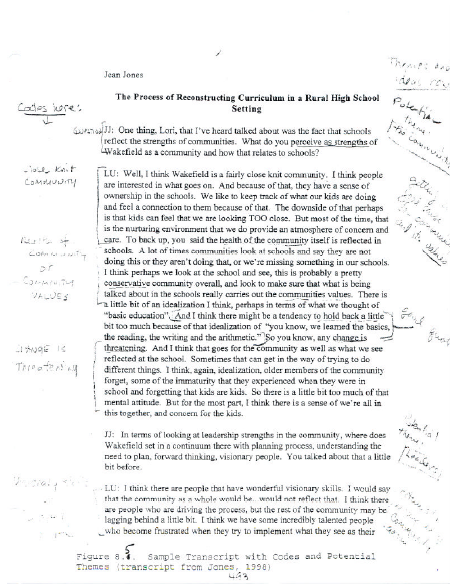 Themes and
ideas here
Jean Jones
The Process of Reconstructing Curriculum in a Rural High School
Setting
Codes here:
Potential
theme:
the community
Question
JJ: One thing, Lori, that I've heard talked about was the fact that schools
reflect the strengths of communities. What do you perceive as strengths of
Wakefield as a community and how that relates to schools?
close knit
Community
LU: Well, I think Wakefield is a fairly close knit community. I think people
are interested in what goes on. And because of that, they have a sense of
ownership in the schools. We like to keep track of what our kids are doing
and feel a connection to them because of that. The downside of that perhaps
is that kids can feel that we are looking TOO close. But most of the time, that
is the nurturing environment that we do provide an atmosphere of concern and
care. To back up, you said the health of the community itself is reflected in
schools. A lot of times communities look at schools and say they are not
doing this or they aren't doing that, or we're missing something in our schools.
I think perhaps we look at the school and see, this is probably a pretty
conservative community overall, and look to make sure that what is being
talked about in the schools really carries out the communities values. There is
a little bit of an idealization I think, perhaps in terms of what we thought of
"basic education". And I think there might be a tendency to hold back a little
bit too much because of that idealization of "you know, we learned the basics,
the reading, the writing and the arithmetic." So you know, any change is
threatening. And I think that goes for the community as well as what we see
reflected at the school. Sometimes that can get in the way of trying to do
different things. I think, again, idealization, older members of the community
forget, some of the immaturity that they experienced when they were in
school and forgetting that kids are kids. So there is a little bit too much of that
mental attitude. But for the most part, I think there is a sense of we're all in
this together, and concern for the kids.
Health of
community
or
Community
VALUES
change is
Threatening
JJ: In terms of looking at leadership strengths in the community, where does
Wakefield set in a continuum there with planning process, understanding the
need to plan, forward thinking, visionary people. You talked about that a little
bit before.
LU: I think there are people that have wonderful visionary skills. I would say
that the community as a whole would be...would not reflect that. I think there
are people who are driving the process, but the rest of the community may be
lagging behind a little bit. I think we have some incredibly talented people
who become frustrated when they try to implement what they see as their
Figure 8.5. Sample Transcript with Codes and Potential
Themes (transcript from Jones, 1998)
493